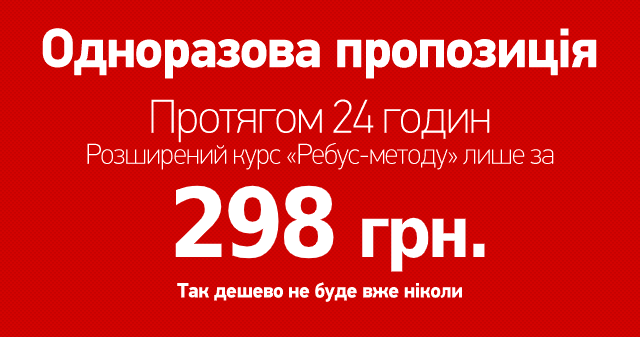 Одноразова пропозиція
Протягом 24 годин
Розширений курс «Ребус-методу» лише за
298 грн.
Так дешево не буде вже ніколи